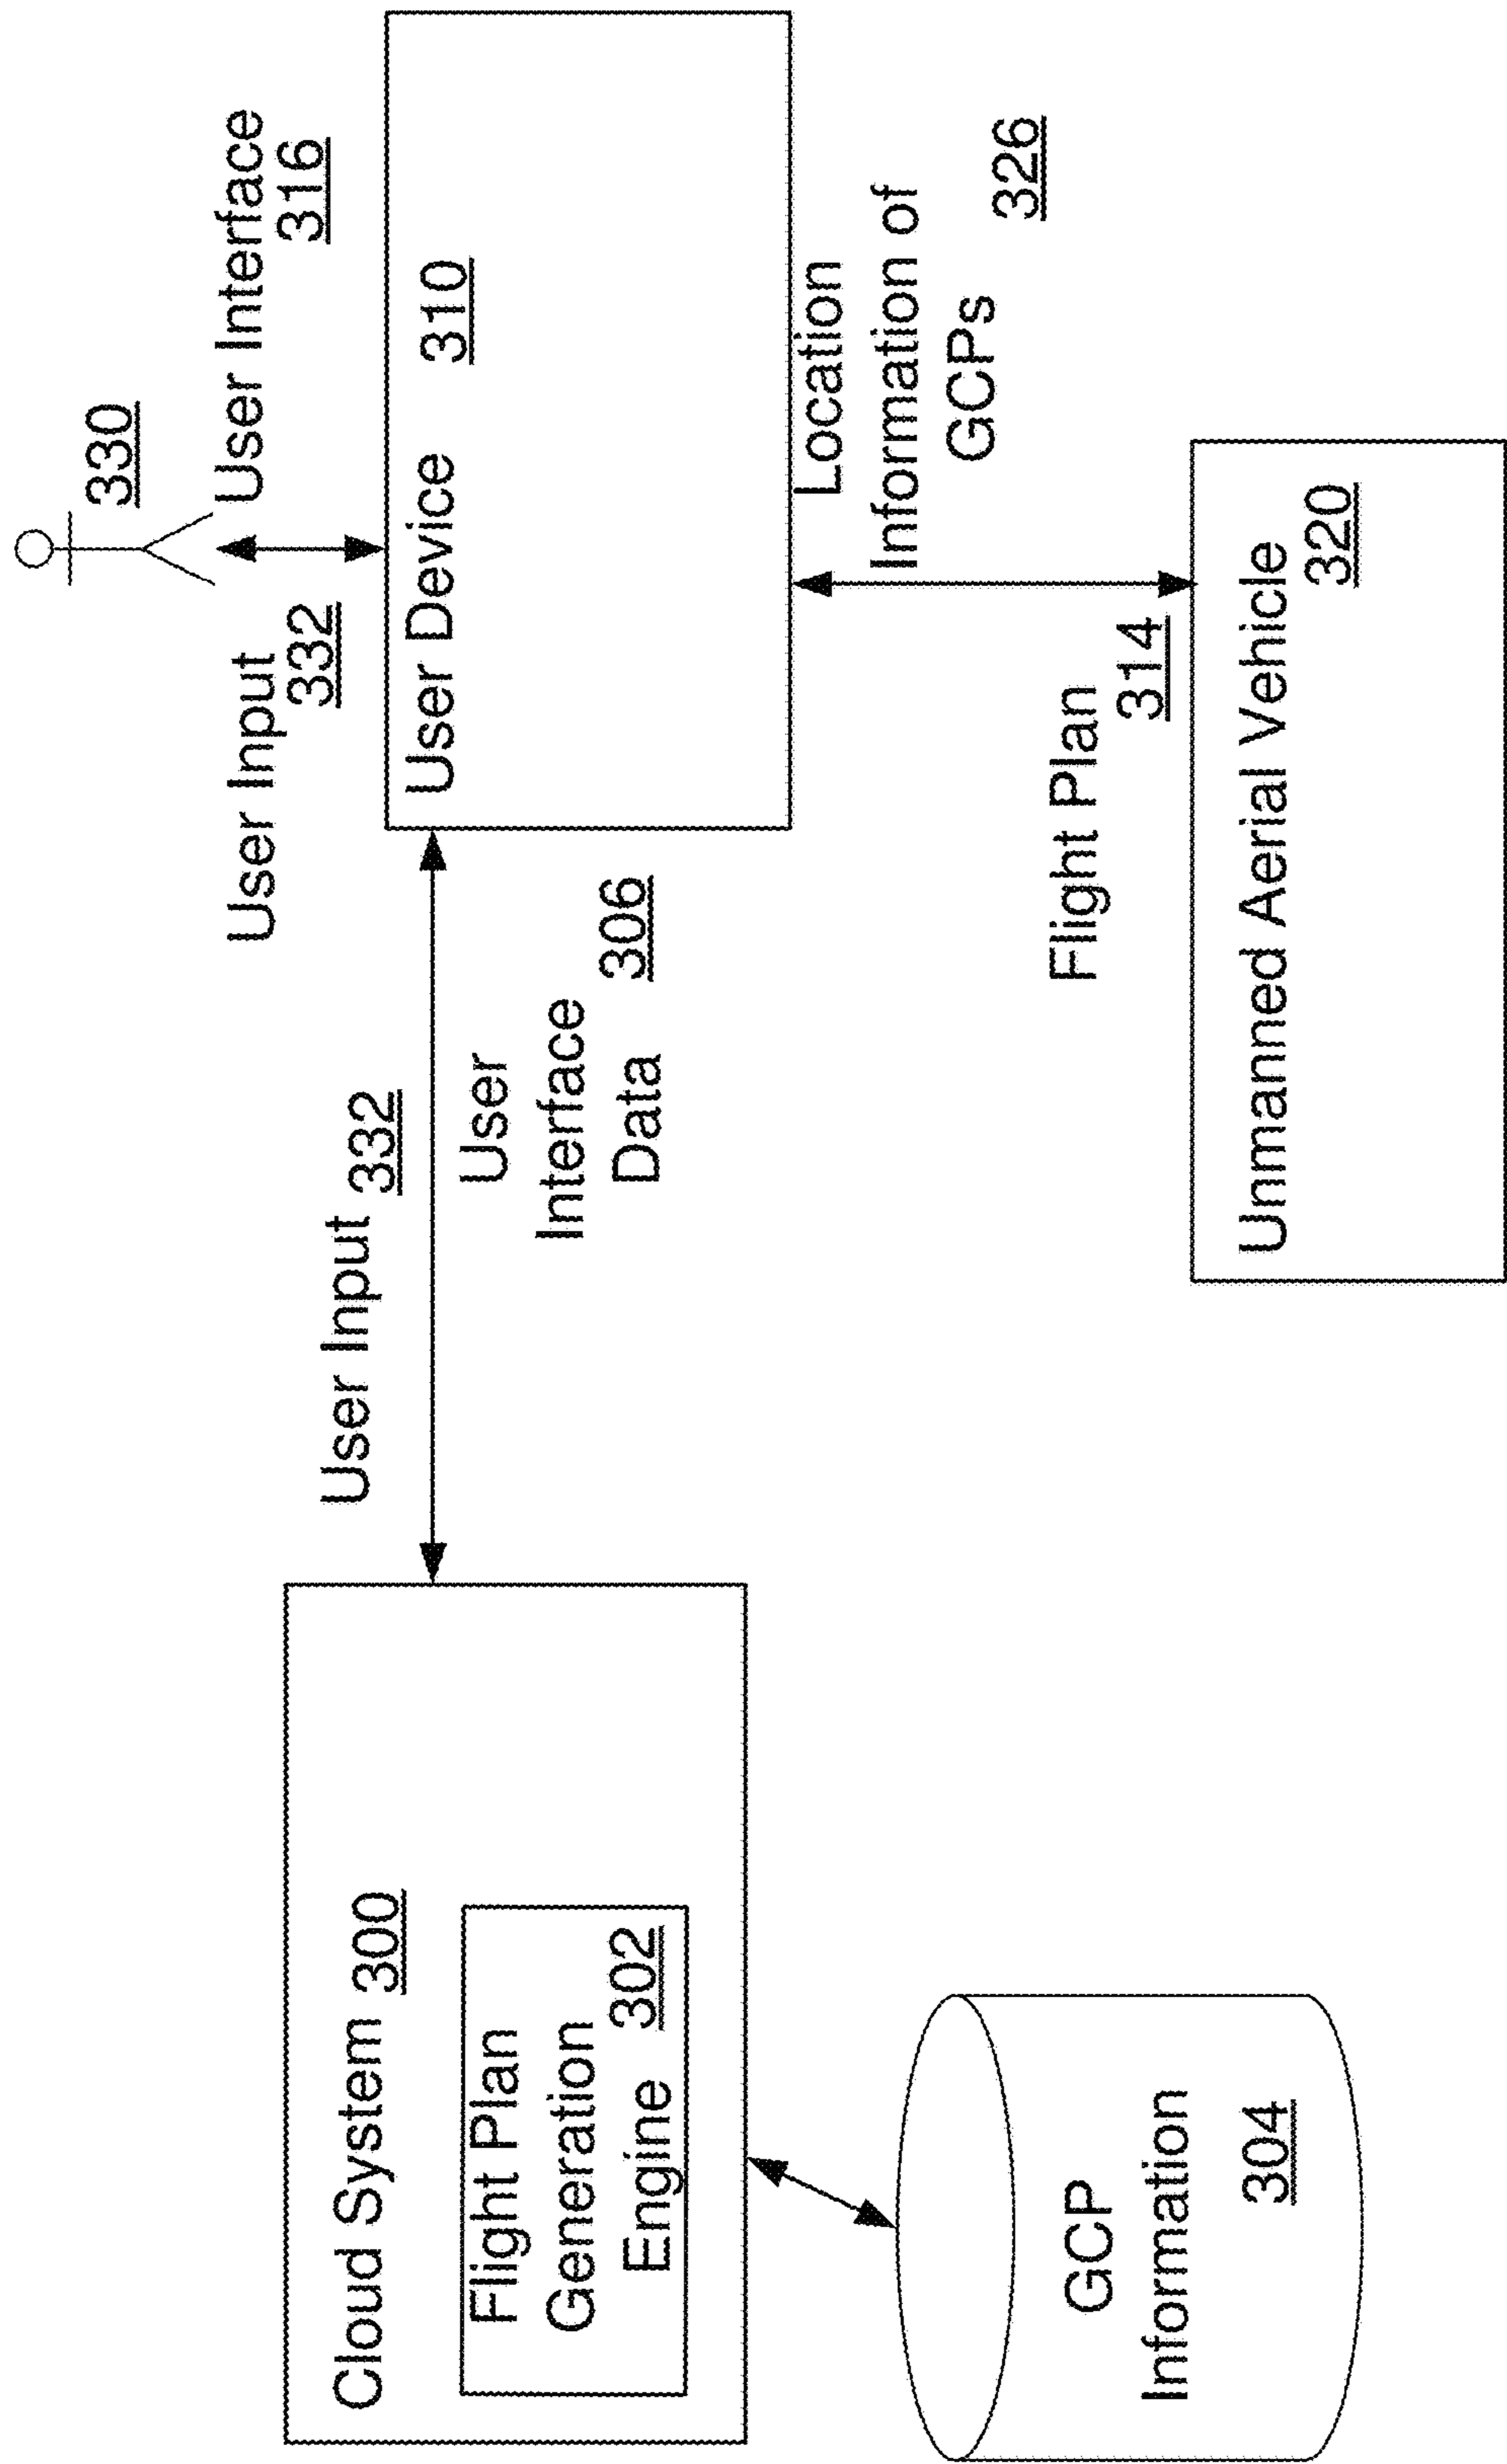 330
User Input
332
User Interface
316
User Input 332
User
Interface
Data 306
User Device 310
Cloud System 300
Flight Plan
Generation
Engine 302
Location
Information of
GCPs 326
Flight Plan
314
GCP
Information
304
Unmanned Aerial Vehicle
320